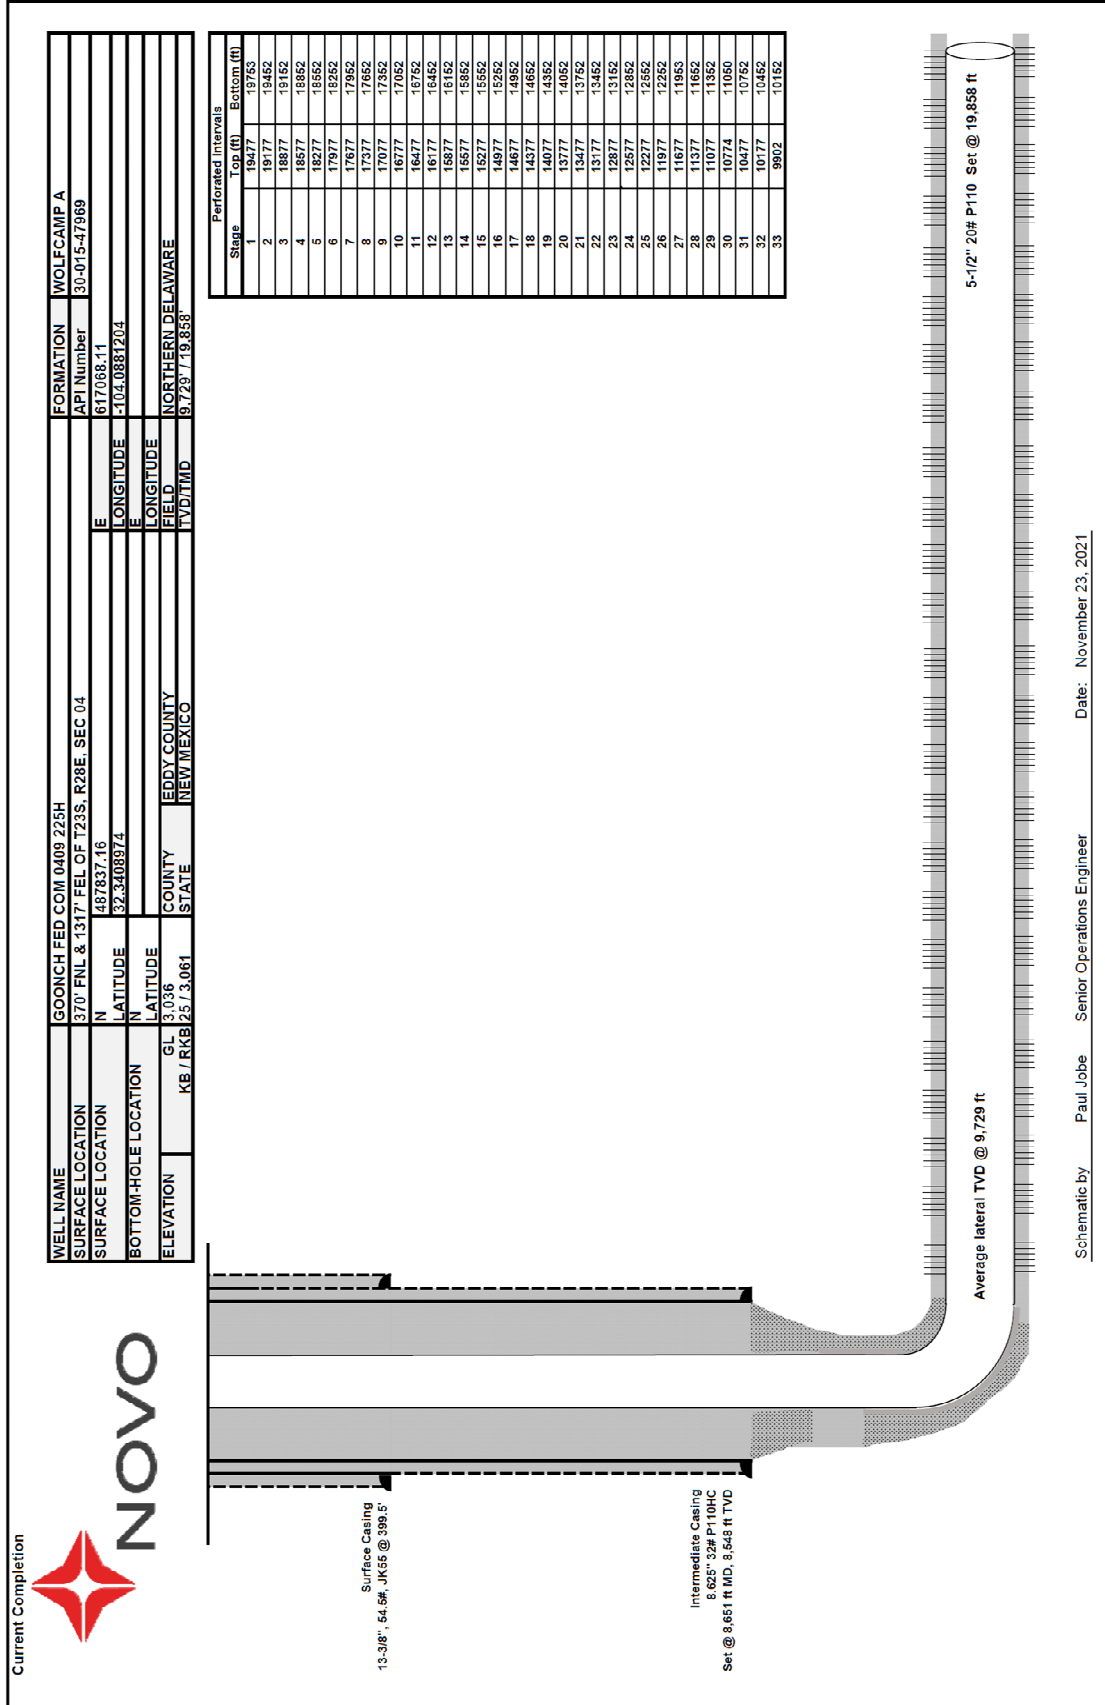 Current Completion
NOVO
WELL NAME GOONCH FED COM 0409 225H FORMATION WOLFCAMP A
SURFACE LOCATION 370' FNL & 1317' FEL OF T23S, R28E, SEC 04 API Number 30-015-47969
SURFACE LOCATION N 487837.16 E 617068.11
LATITUDE 32.3408974 LONGITUDE -104.0881204
BOTTOM-HOLE LOCATION N E
LATITUDE LONGITUDE
ELEVATION GL 3,036 COUNTY EDDY COUNTY FIELD NORTHERN DELAWARE
KB / RKB 25 / 3,061 STATE NEW MEXICO TVD/TMD 9,729' / 19,858'
Perforated Intervals
Stage Top (ft) Bottom (ft)
1 19477 19753
2 19177 19452
3 18877 19152
4 18577 18852
5 18277 18552
6 17977 18252
7 17677 17952
8 17377 17652
9 17077 17352
10 16777 17052
11 16477 16752
12 16177 16452
13 15877 16152
14 15577 15852
15 15277 15552
16 14977 15252
17 14677 14952
18 14377 14652
19 14077 14352
20 13777 14052
21 13477 13752
22 13177 13452
23 12877 13152
24 12577 12852
25 12277 12552
26 11977 12252
27 11677 11953
28 11377 11652
29 11077 11352
30 10774 11050
31 10477 10752
32 10177 10452
33 9902 10152
Surface Casing
13-3/8", 54.5#, JK55 @ 399.5'
Intermediate Casing
8.625" 32# P110HC
Set @ 8,651 ft MD, 8,548 ft TVD
5-1/2" 20# P110 Set @ 19,858 ft
Average lateral TVD @ 9,729 ft
Schematic by Paul Jobe Senior Operations Engineer Date: November 23, 2021